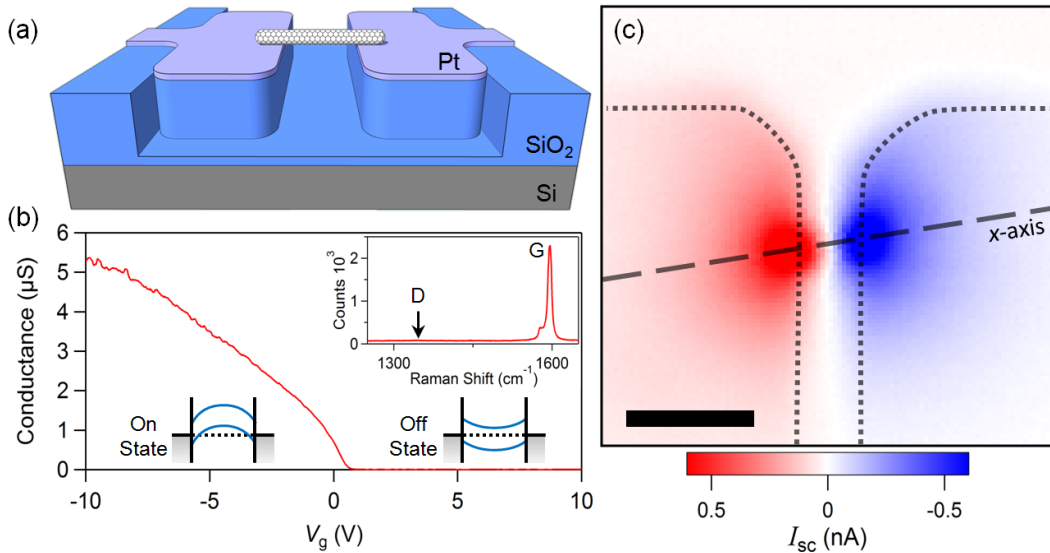 (a)
Pt
SiO2
Si
(b)
Conductance (µS)
6
5
4
3
2
1
0
-10
-5
0
5
10
Vg (V)
On
State
Off
State
Counts 10^3
2
1
0
D
G
1300
1600
Raman Shift (cm^-1)
(c)
x-axis
0.5
0
-0.5
Isc (nA)